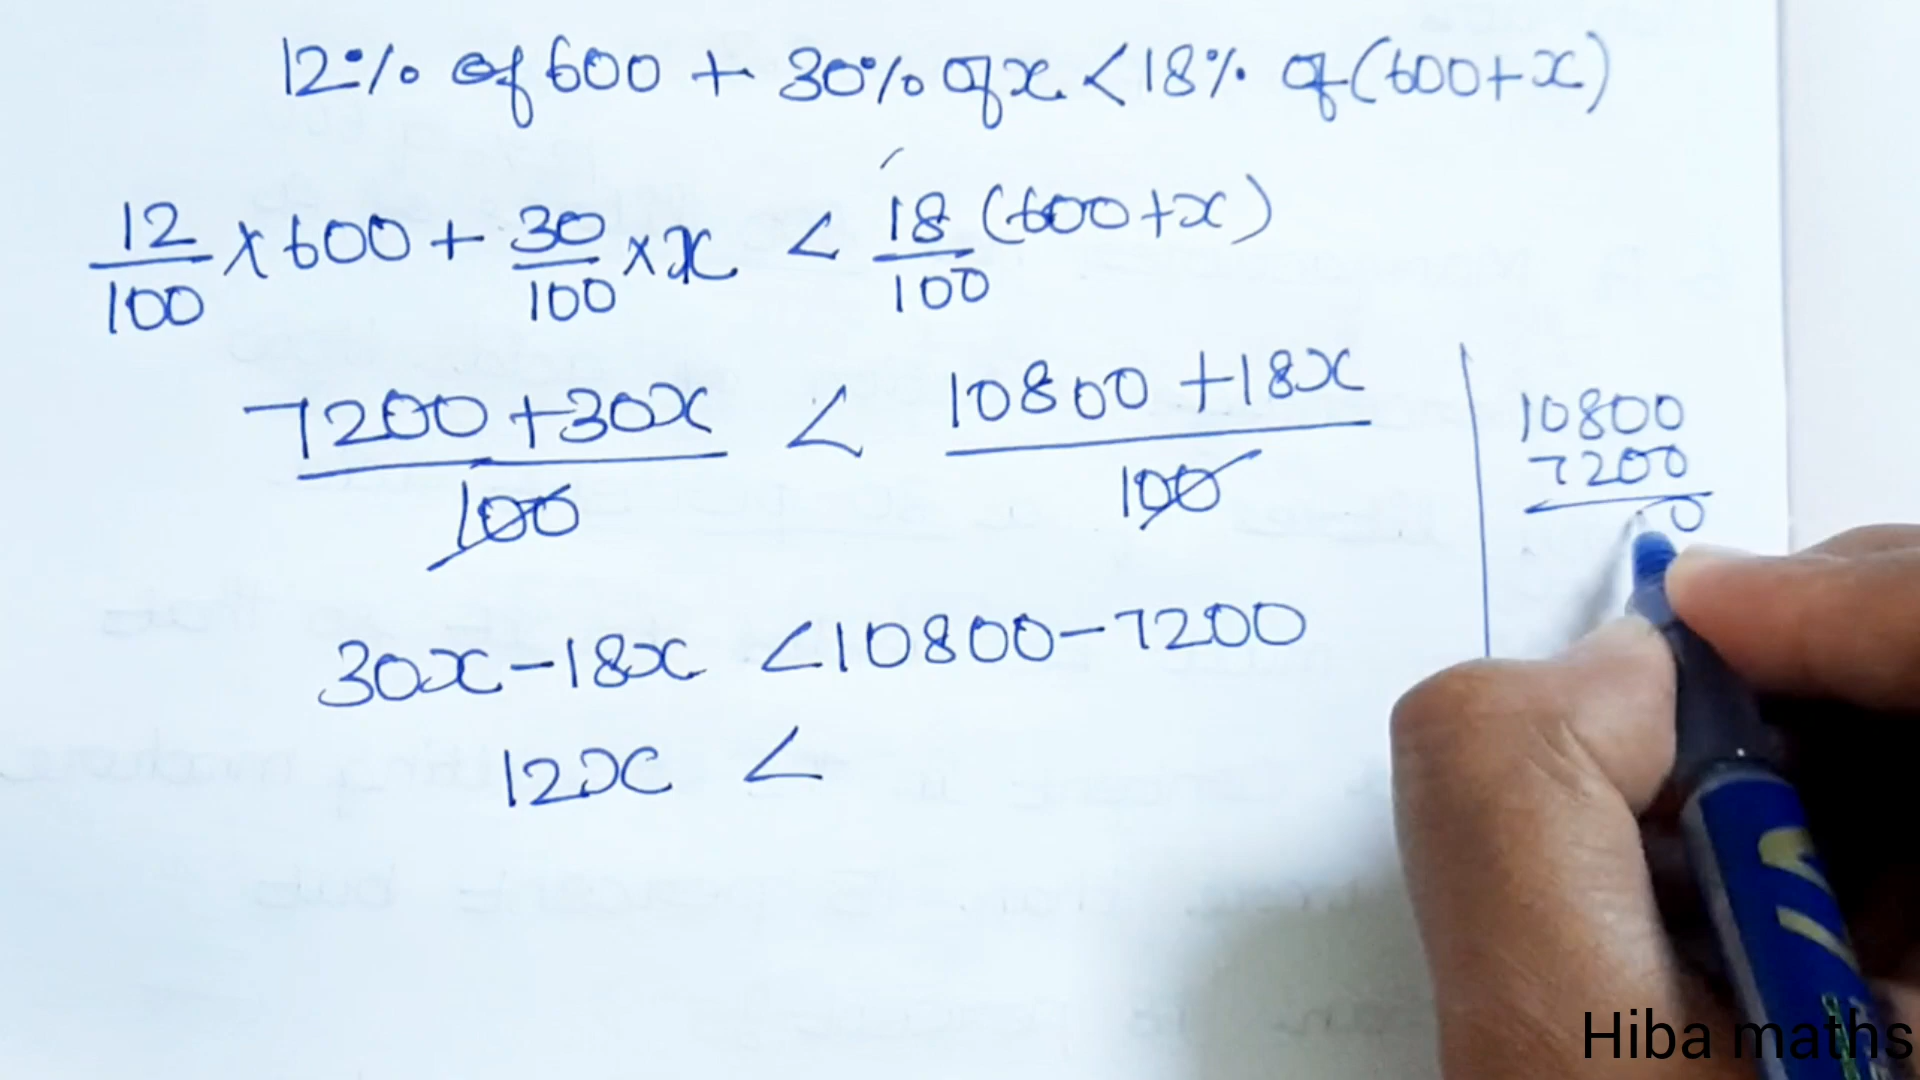 12% of 600 + 30% of x < 18% of (600+x)
12/100 × 600 + 30/100 × x < 18/100 (600+x)
7200 + 30x / 100 < 10800 + 18x / 100
30x - 18x < 10800 - 7200
12x <
10800
7200
0
Hiba maths